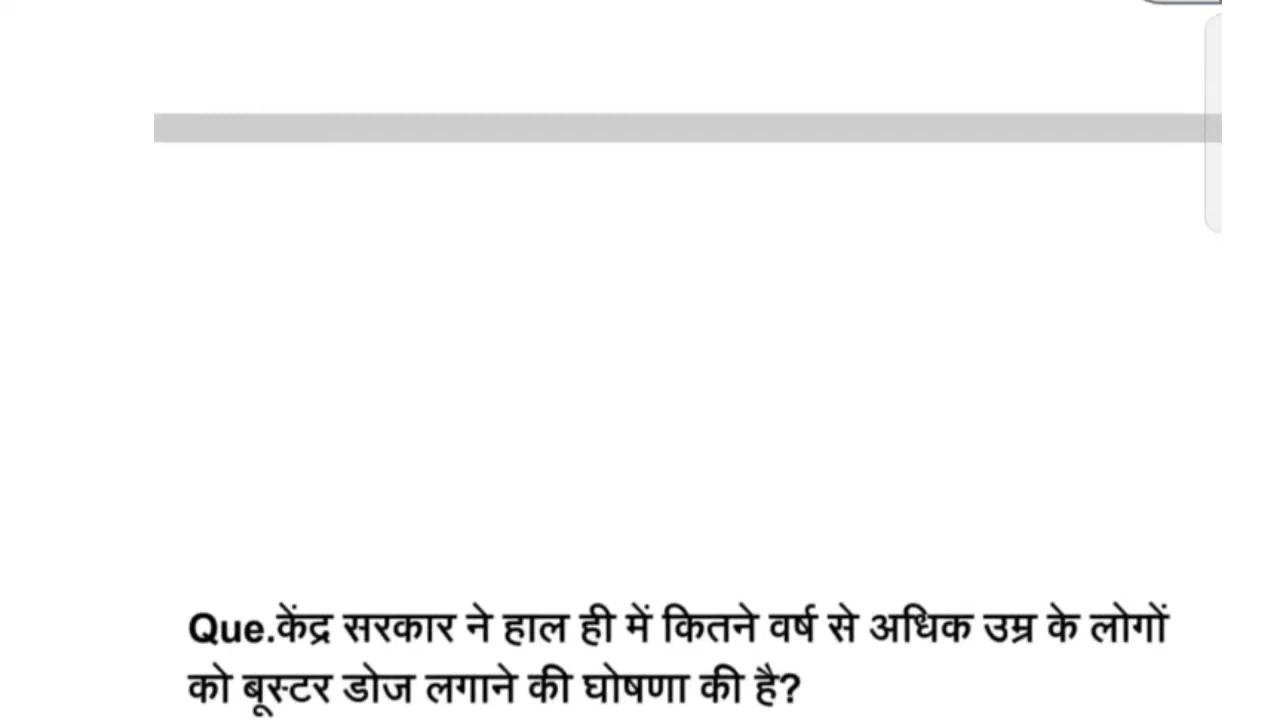 Que.केंद्र सरकार ने हाल ही में कितने वर्ष से अधिक उम्र के लोगों
को बूस्टर डोज लगाने की घोषणा की है?